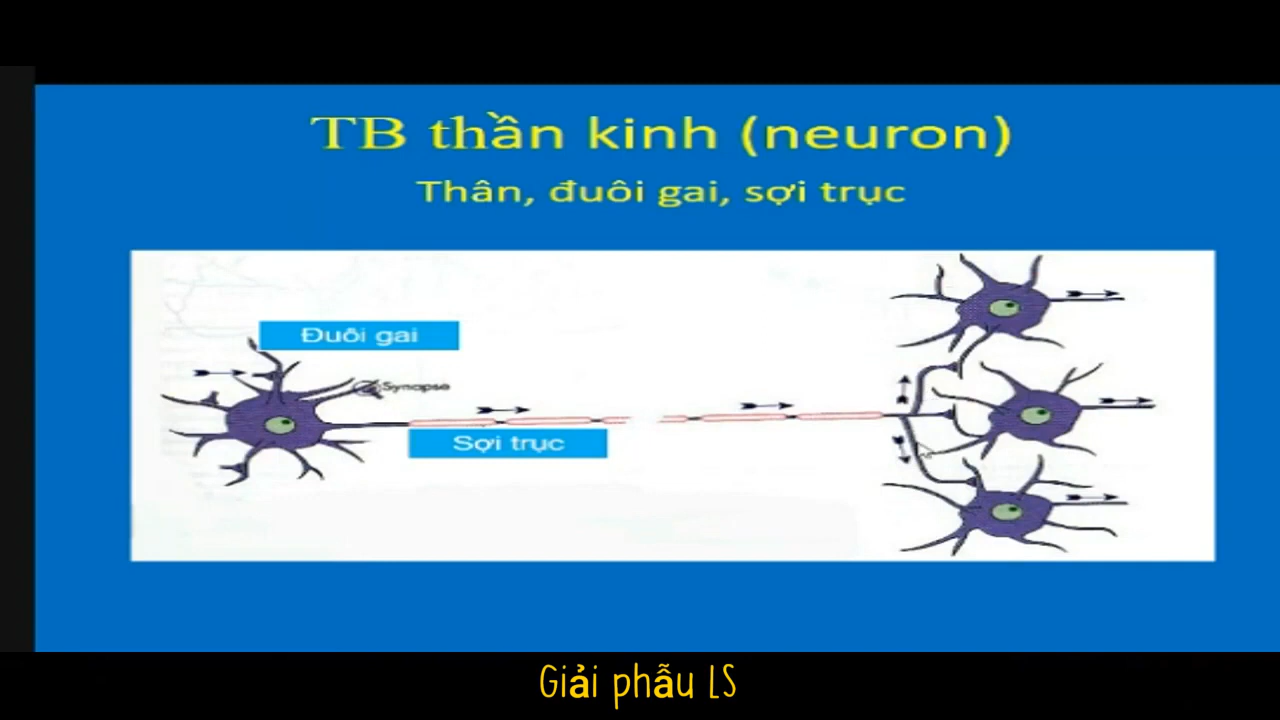 TB thần kinh (neuron)
Thân, đuôi gai, sợi trục
Đuôi gai
Synapse
Sợi trục
Giải phẫu LS